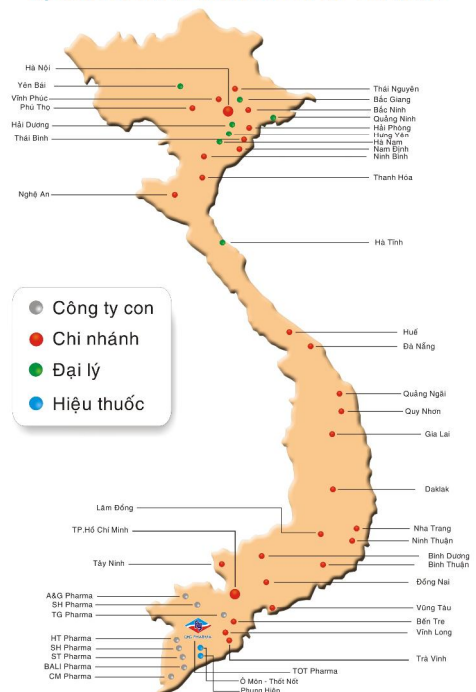 Hà Nội
Yên Bái
Vĩnh Phúc
Phú Thọ
Hải Dương
Thái Bình
Nghệ An
Thái Nguyên
Bắc Giang
Bắc Ninh
Quảng Ninh
Hải Phòng
Hưng Yên
Hà Nam
Nam Định
Ninh Bình
Thanh Hóa
Hà Tĩnh
Công ty con
Chi nhánh
Đại lý
Hiệu thuốc
Huế
Đà Nẵng
Quảng Ngãi
Quy Nhơn
Gia Lai
Daklak
Lâm Đồng
TP.Hồ Chí Minh
Tây Ninh
Nha Trang
Ninh Thuận
Bình Dương
Bình Thuận
Đồng Nai
Vũng Tàu
Bến Tre
Vĩnh Long
Trà Vinh
A&G Pharma
SH Pharma
TG Pharma
DHG PHARMA
HT Pharma
SH Pharma
ST Pharma
BALI Pharma
CM Pharma
TOT Pharma
Ô Môn - Thốt Nốt
Phụng Hiệp